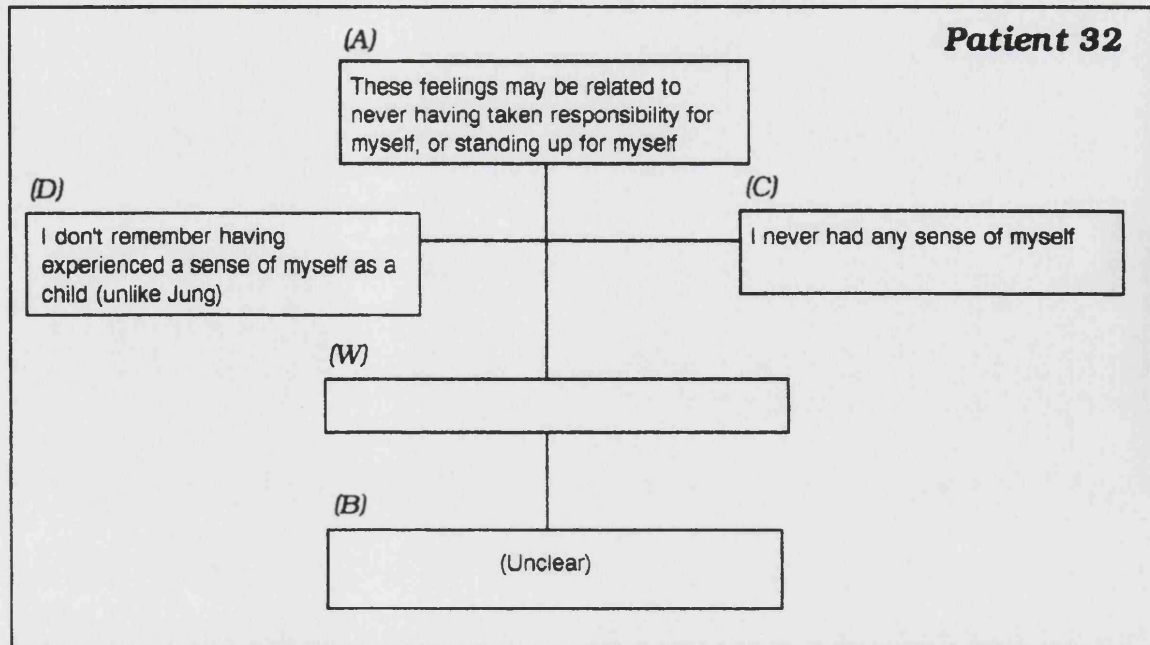 Patient 32
(A)
These feelings may be related to
never having taken responsibility for
myself, or standing up for myself
(D)
I don't remember having
experienced a sense of myself as a
child (unlike Jung)
(C)
I never had any sense of myself
(W)
(B)
(Unclear)